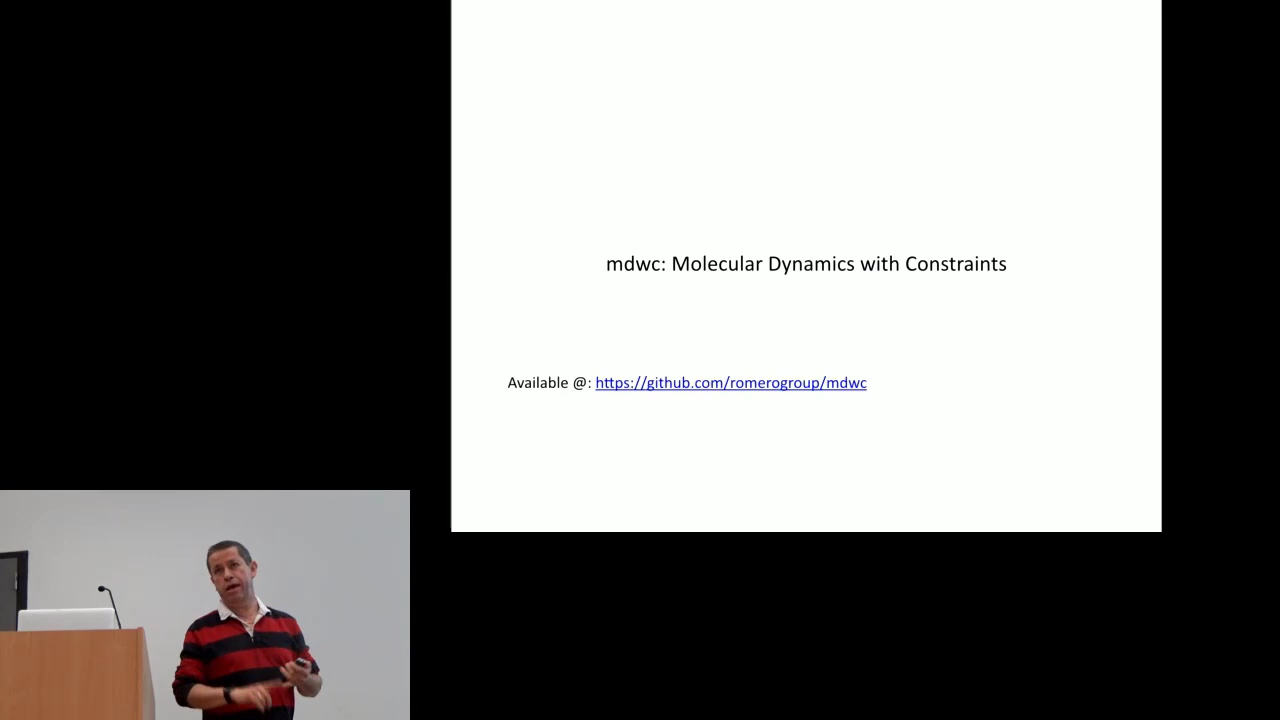 mdwc: Molecular Dynamics with Constraints
Available @: https://github.com/romerogroup/mdwc